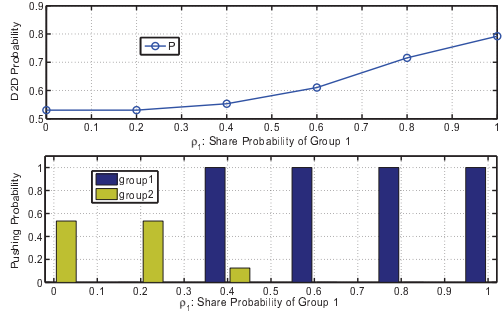 0.9
0.8
0.7
0.6
0.5
D2D Probability
P
0 0.1 0.2 0.3 0.4 0.5 0.6 0.7 0.8 0.9 1
ρ1: Share Probability of Group 1
1
0.8
0.6
0.4
0.2
0
Pushing Probability
group1
group2
0 0.1 0.2 0.3 0.4 0.5 0.6 0.7 0.8 0.9 1
ρ1: Share Probability of Group 1